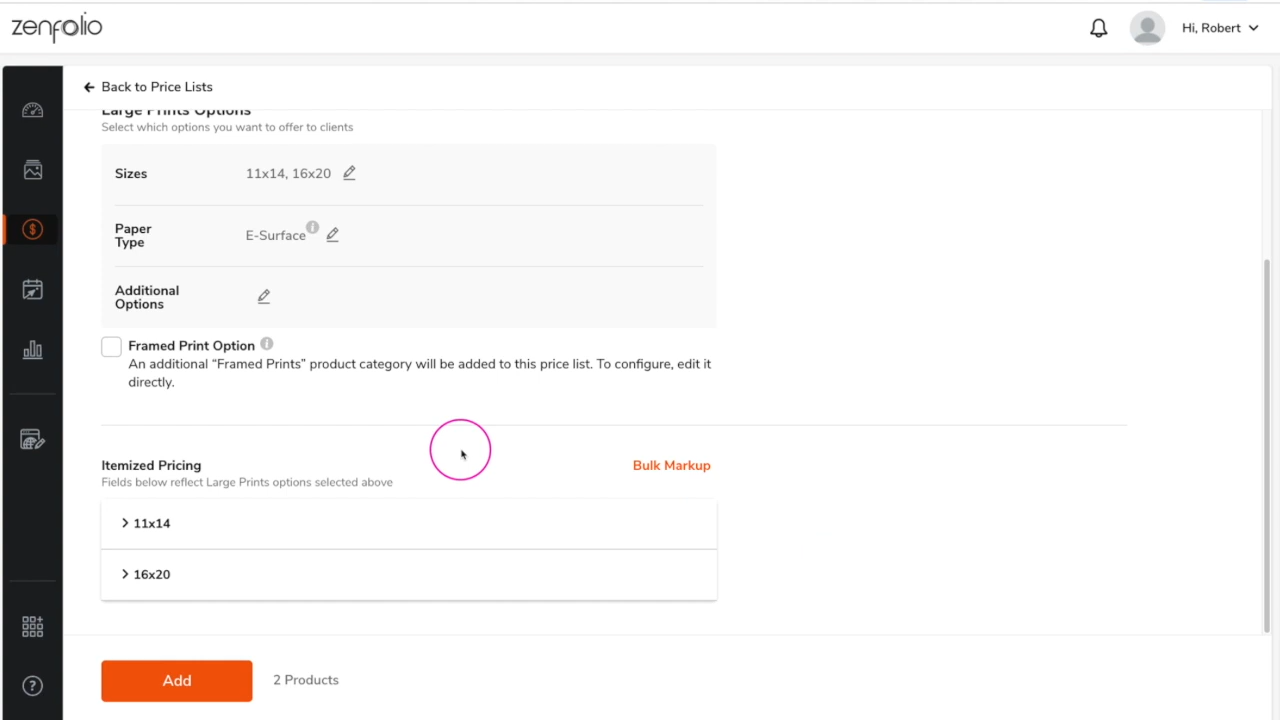 zenfolio
Hi, Robert
Back to Price Lists
Large Prints Options
Select which options you want to offer to clients
Sizes
11x14, 16x20
Paper
Type
E-Surface
Additional
Options
Framed Print Option
An additional “Framed Prints” product category will be added to this price list. To configure, edit it
directly.
Itemized Pricing
Bulk Markup
Fields below reflect Large Prints options selected above
11x14
16x20
Add
2 Products